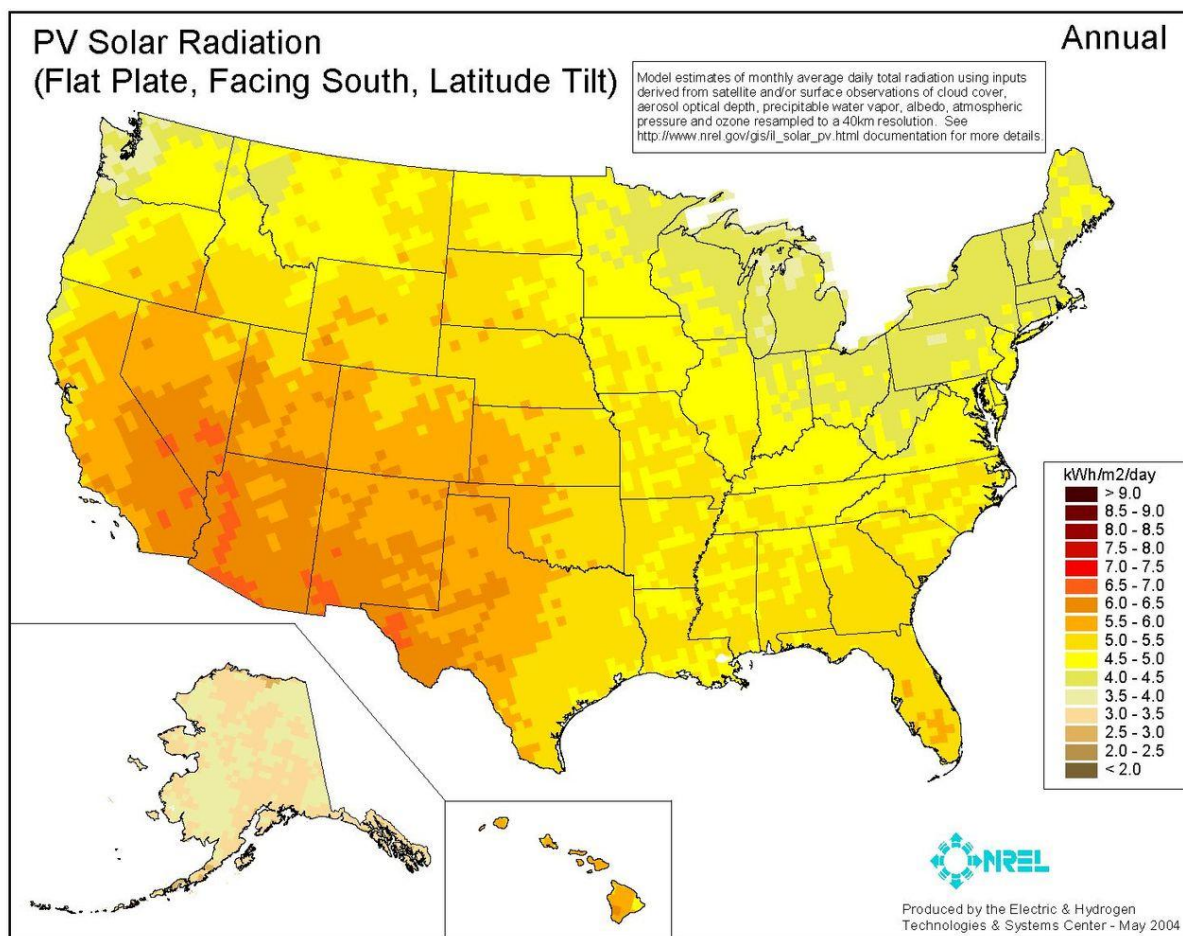 PV Solar Radiation
(Flat Plate, Facing South, Latitude Tilt)
Annual
Model estimates of monthly average daily total radiation using inputs
derived from satellite and/or surface observations of cloud cover,
aerosol optical depth, precipitable water vapor, albedo, atmospheric
pressure and ozone resampled to a 40km resolution. See
http://www.nrel.gov/gis/il_solar_pv.html documentation for more details.
kWh/m2/day
> 9.0
8.5 - 9.0
8.0 - 8.5
7.5 - 8.0
7.0 - 7.5
6.5 - 7.0
6.0 - 6.5
5.5 - 6.0
5.0 - 5.5
4.5 - 5.0
4.0 - 4.5
3.5 - 4.0
3.0 - 3.5
2.5 - 3.0
2.0 - 2.5
< 2.0
NREL
Produced by the Electric & Hydrogen
Technologies & Systems Center - May 2004